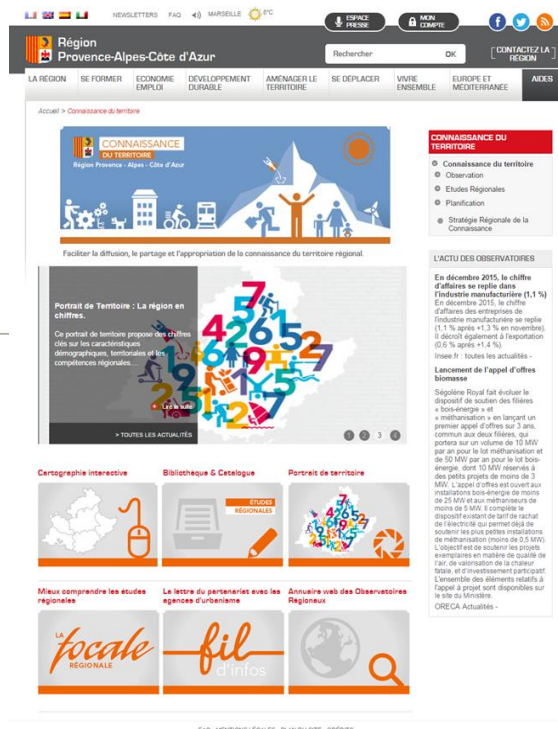 NEWSLETTERS FAQ MARSEILLE 8°C
ESPACE PRESSE
MON COMPTE
Région
Provence-Alpes-Côte d'Azur
Rechercher OK
[CONTACTEZ LA RÉGION]
LA RÉGION
SE FORMER
ECONOMIE EMPLOI
DÉVELOPPEMENT DURABLE
AMÉNAGER LE TERRITOIRE
SE DÉPLACER
VIVRE ENSEMBLE
EUROPE ET MÉDITERRANÉE
AIDES
Accueil > Connaissance du territoire
CONNAISSANCE
DU TERRITOIRE
Région Provence - Alpes - Côte d'Azur
Faciliter la diffusion, le partage et l'appropriation de la connaissance du territoire régional.
Portrait de Territoire : La région en
chiffres.
Ce portrait de territoire propose des chiffres
clés sur les caractéristiques
démographiques, territoriales et les
compétences régionales...
Lire la suite
> TOUTES LES ACTUALITÉS
1 2 3 4
Cartographie interactive
Bibliothèque & Catalogue
ÉTUDES
RÉGIONALES
Portrait de territoire
Mieux comprendre les études
régionales
LA
focale
RÉGIONALE
La lettre du partenariat avec les
agences d'urbanisme
fil
d'infos
Annuaire web des Observatoires
Régionaux
CONNAISSANCE DU
TERRITOIRE
Connaissance du territoire
Observation
Etudes Régionales
Planification
Stratégie Régionale de la
Connaissance
L'ACTU DES OBSERVATOIRES
En décembre 2015, le chiffre
d'affaires se replie dans
l'industrie manufacturière (1,1 %)
En décembre 2015, le chiffre
d'affaires des entreprises de
l'industrie manufacturière se replie
(1,1 % après +1,3 % en novembre).
Il décroît également à l'exportation
(0,6 % après +1,4 %).
Insee.fr : toutes les actualités -
Lancement de l'appel d'offres
biomasse
Ségolène Royal fait évoluer le
dispositif de soutien des filières
« bois-énergie » et
« méthanisation » en lançant un
premier appel d'offres sur 3 ans,
commun aux deux filières, qui
portera sur un volume de 10 MW
par an pour le lot méthanisation et
de 50 MW par an pour le lot bois-
énergie, dont 10 MW réservés à
des petits projets de moins de 3
MW. L'appel d'offres est ouvert aux
installations bois-énergie de moins
de 25 MW et aux méthaniseurs de
moins de 5 MW. Il complète le
dispositif existant de tarif de rachat
de l'électricité qui permet déjà de
soutenir les plus petites installations
de méthanisation (moins de 0,5 MW).
L'objectif est de soutenir les projets
exemplaires en matière de qualité de
l'air, de valorisation de la chaleur
fatale, et d'investissement participatif.
L'ensemble des éléments relatifs à
l'appel à projet sont disponibles sur
le site du Ministère.
ORECA Actualités -